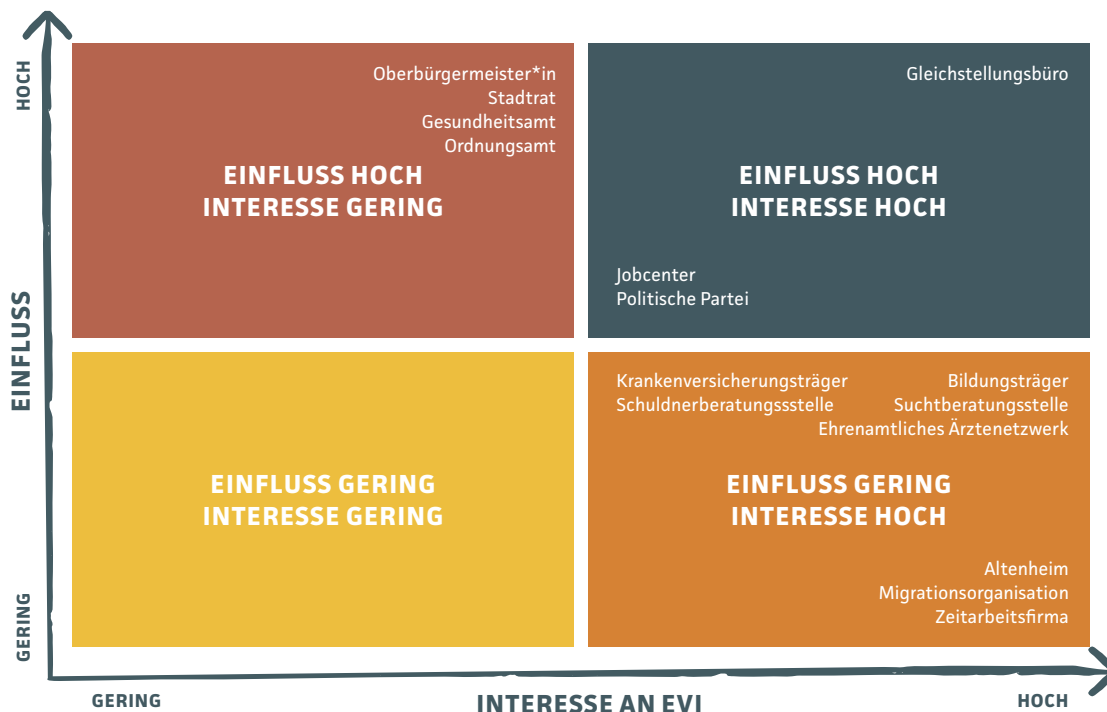 HOCH
EINFLUSS
GERING
Oberbürgermeister*in
Stadtrat
Gesundheitsamt
Ordnungsamt
EINFLUSS HOCH
INTERESSE GERING
Gleichstellungsbüro
EINFLUSS HOCH
INTERESSE HOCH
Jobcenter
Politische Partei
EINFLUSS GERING
INTERESSE GERING
Krankenversicherungsträger
Schuldnerberatungssstelle
Bildungsträger
Suchtberatungsstelle
Ehrenamtliches Ärztenetzwerk
EINFLUSS GERING
INTERESSE HOCH
Altenheim
Migrationsorganisation
Zeitarbeitsfirma
GERING
INTERESSE AN EVI
HOCH